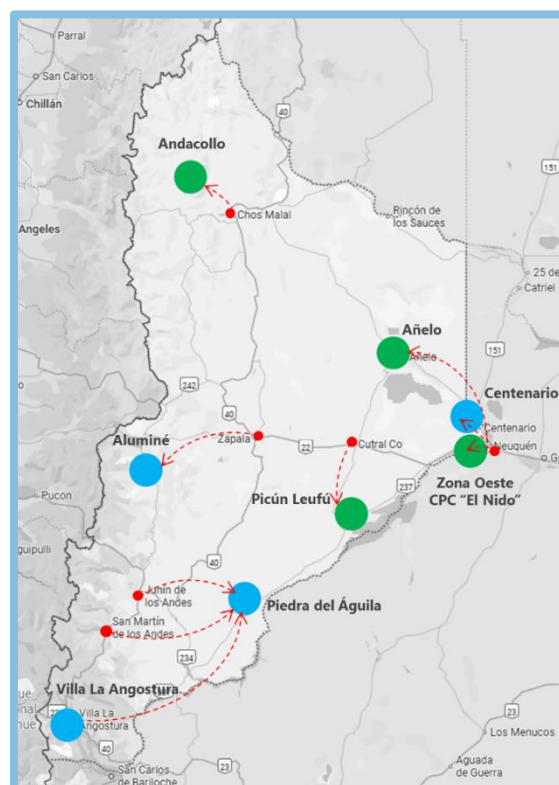 Parral
San Carlos
Chillán
40
151
Andacollo
Chos Malal
Rincón de
los Sauces
Angeles
25 de
Catriel
Añelo
Añelo
151
242
Centenario
Aluminé
40
Centenario
Zapala
22
Cutral Co
Neuquén
Pucon
237
Zona Oeste
CPC "El Nido"
Picún Leufú
guipulli
40
Junín de
los Andes
Piedra del Águila
San Martín
de los Andes
234
Villa La Angostura
Villa La
Angostura
40
23
23
Los Menucos
San Carlos
de Bariloche
Aguada
de Guerra